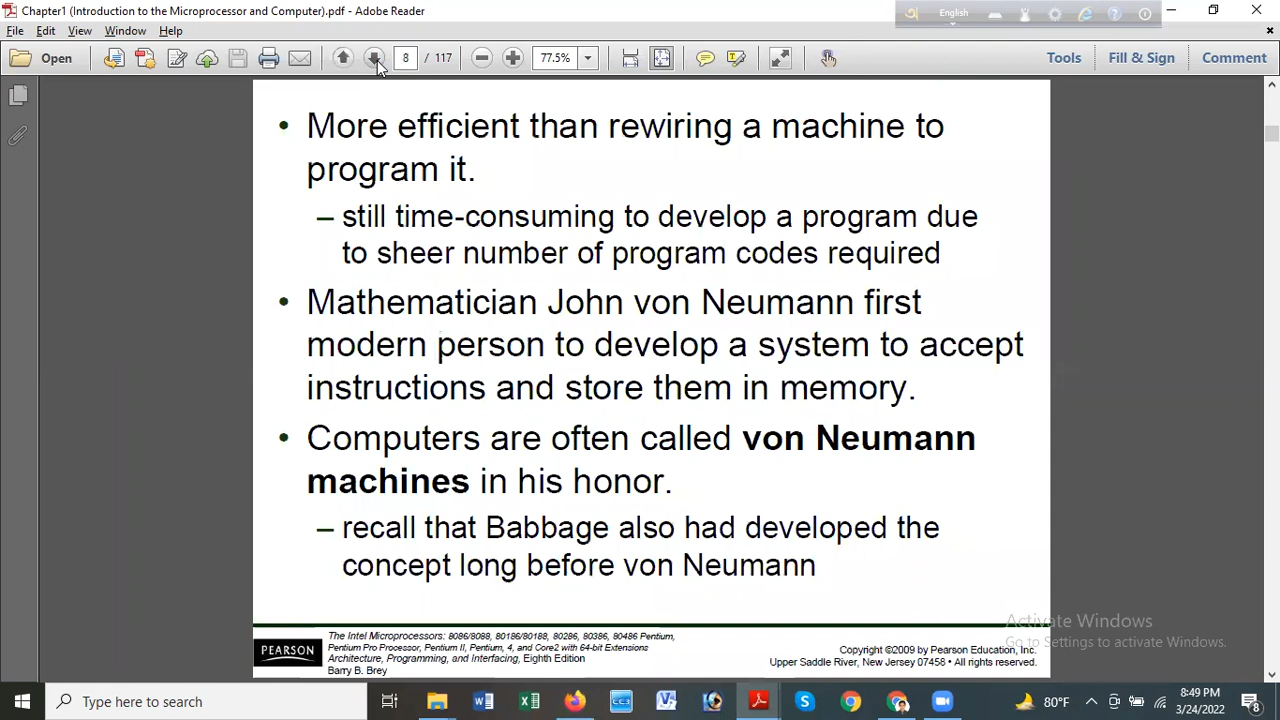 Chapter1 (Introduction to the Microprocessor and Computer).pdf - Adobe Reader
English
File Edit View Window Help
Open 8 / 117 77.5% Tools Fill & Sign Comment
• More efficient than rewiring a machine to
program it.
– still time-consuming to develop a program due
to sheer number of program codes required
• Mathematician John von Neumann first
modern person to develop a system to accept
instructions and store them in memory.
• Computers are often called von Neumann
machines in his honor.
– recall that Babbage also had developed the
concept long before von Neumann
Activate Windows
Go to Settings to activate Windows.
PEARSON
The Intel Microprocessors: 8086/8088, 80186/80188, 80286, 80386, 80486 Pentium,
Pentium Pro Processor, Pentium II, Pentium, 4, and Core2 with 64-bit Extensions
Architecture, Programming, and Interfacing, Eighth Edition
Barry B. Brey
Copyright ©2009 by Pearson Education, Inc.
Upper Saddle River, New Jersey 07458 • All rights reserved.
Type here to search
CC3
80°F
8:49 PM
3/24/2022
8